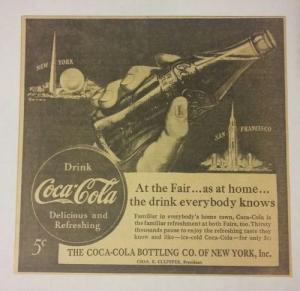 NEW YORK
SAN FRANCISCO
Drink
Coca-Cola
Delicious and
Refreshing
5¢
At the Fair...as at home...
the drink everybody knows
Familiar in everybody's home town, Coca-Cola is
the familiar refreshment at both Fairs, too. Thirsty
thousands pause to enjoy the refreshing taste they
know and like—ice-cold Coca-Cola—for only 5¢.
THE COCA-COLA BOTTLING CO. OF NEW YORK, Inc.
CHAS. E. CULPEPER, President